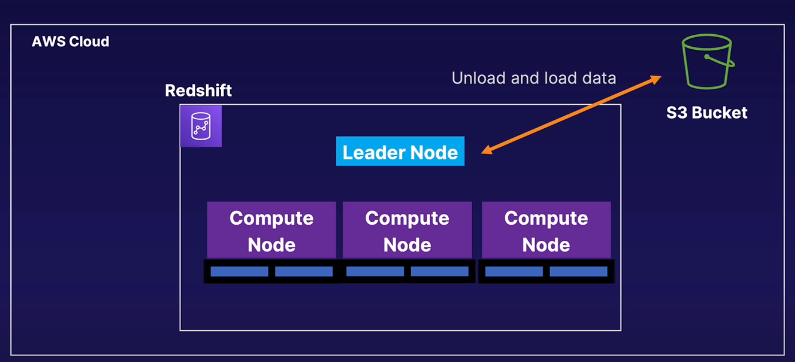 AWS Cloud
Redshift
Unload and load data
S3 Bucket
Leader Node
Compute
Node
Compute
Node
Compute
Node